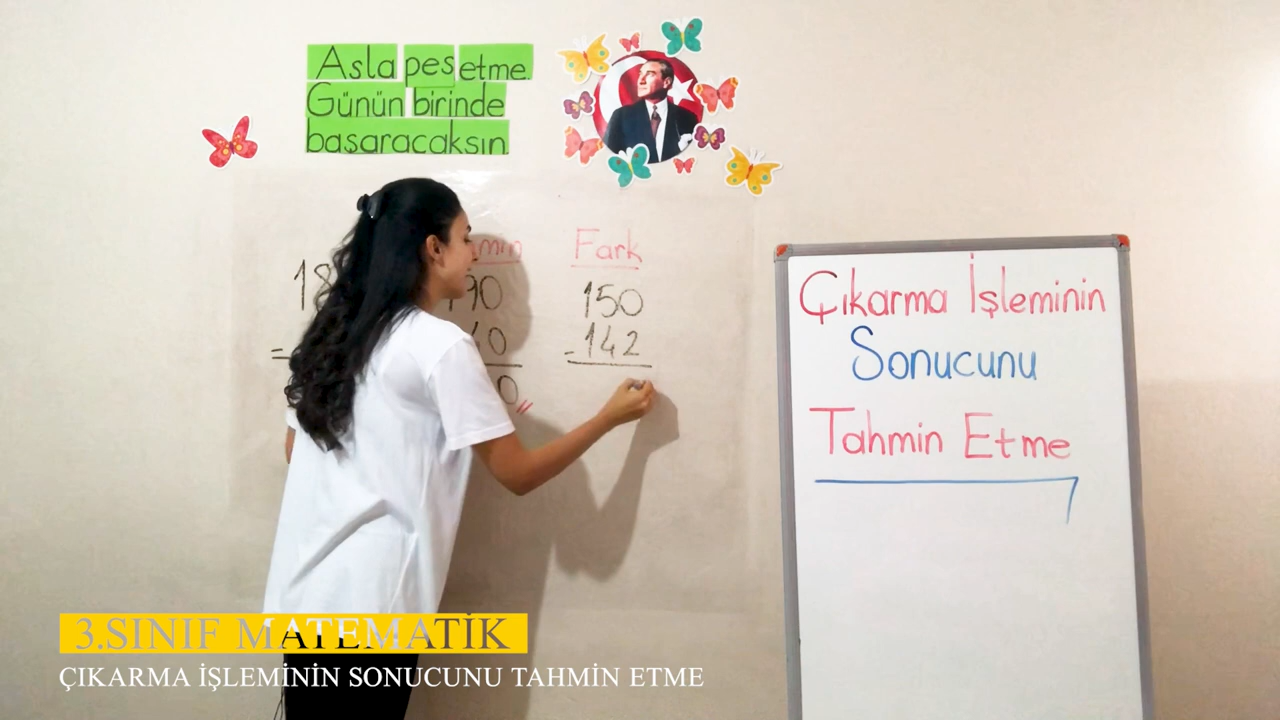 Asla pes etme.
Günün birinde
başaracaksın.
Fark
150
- 142
Çıkarma İşleminin
Sonucunu
Tahmin Etme
3.SINIF MATEMATİK
ÇIKARMA İŞLEMİNİN SONUCUNU TAHMİN ETME